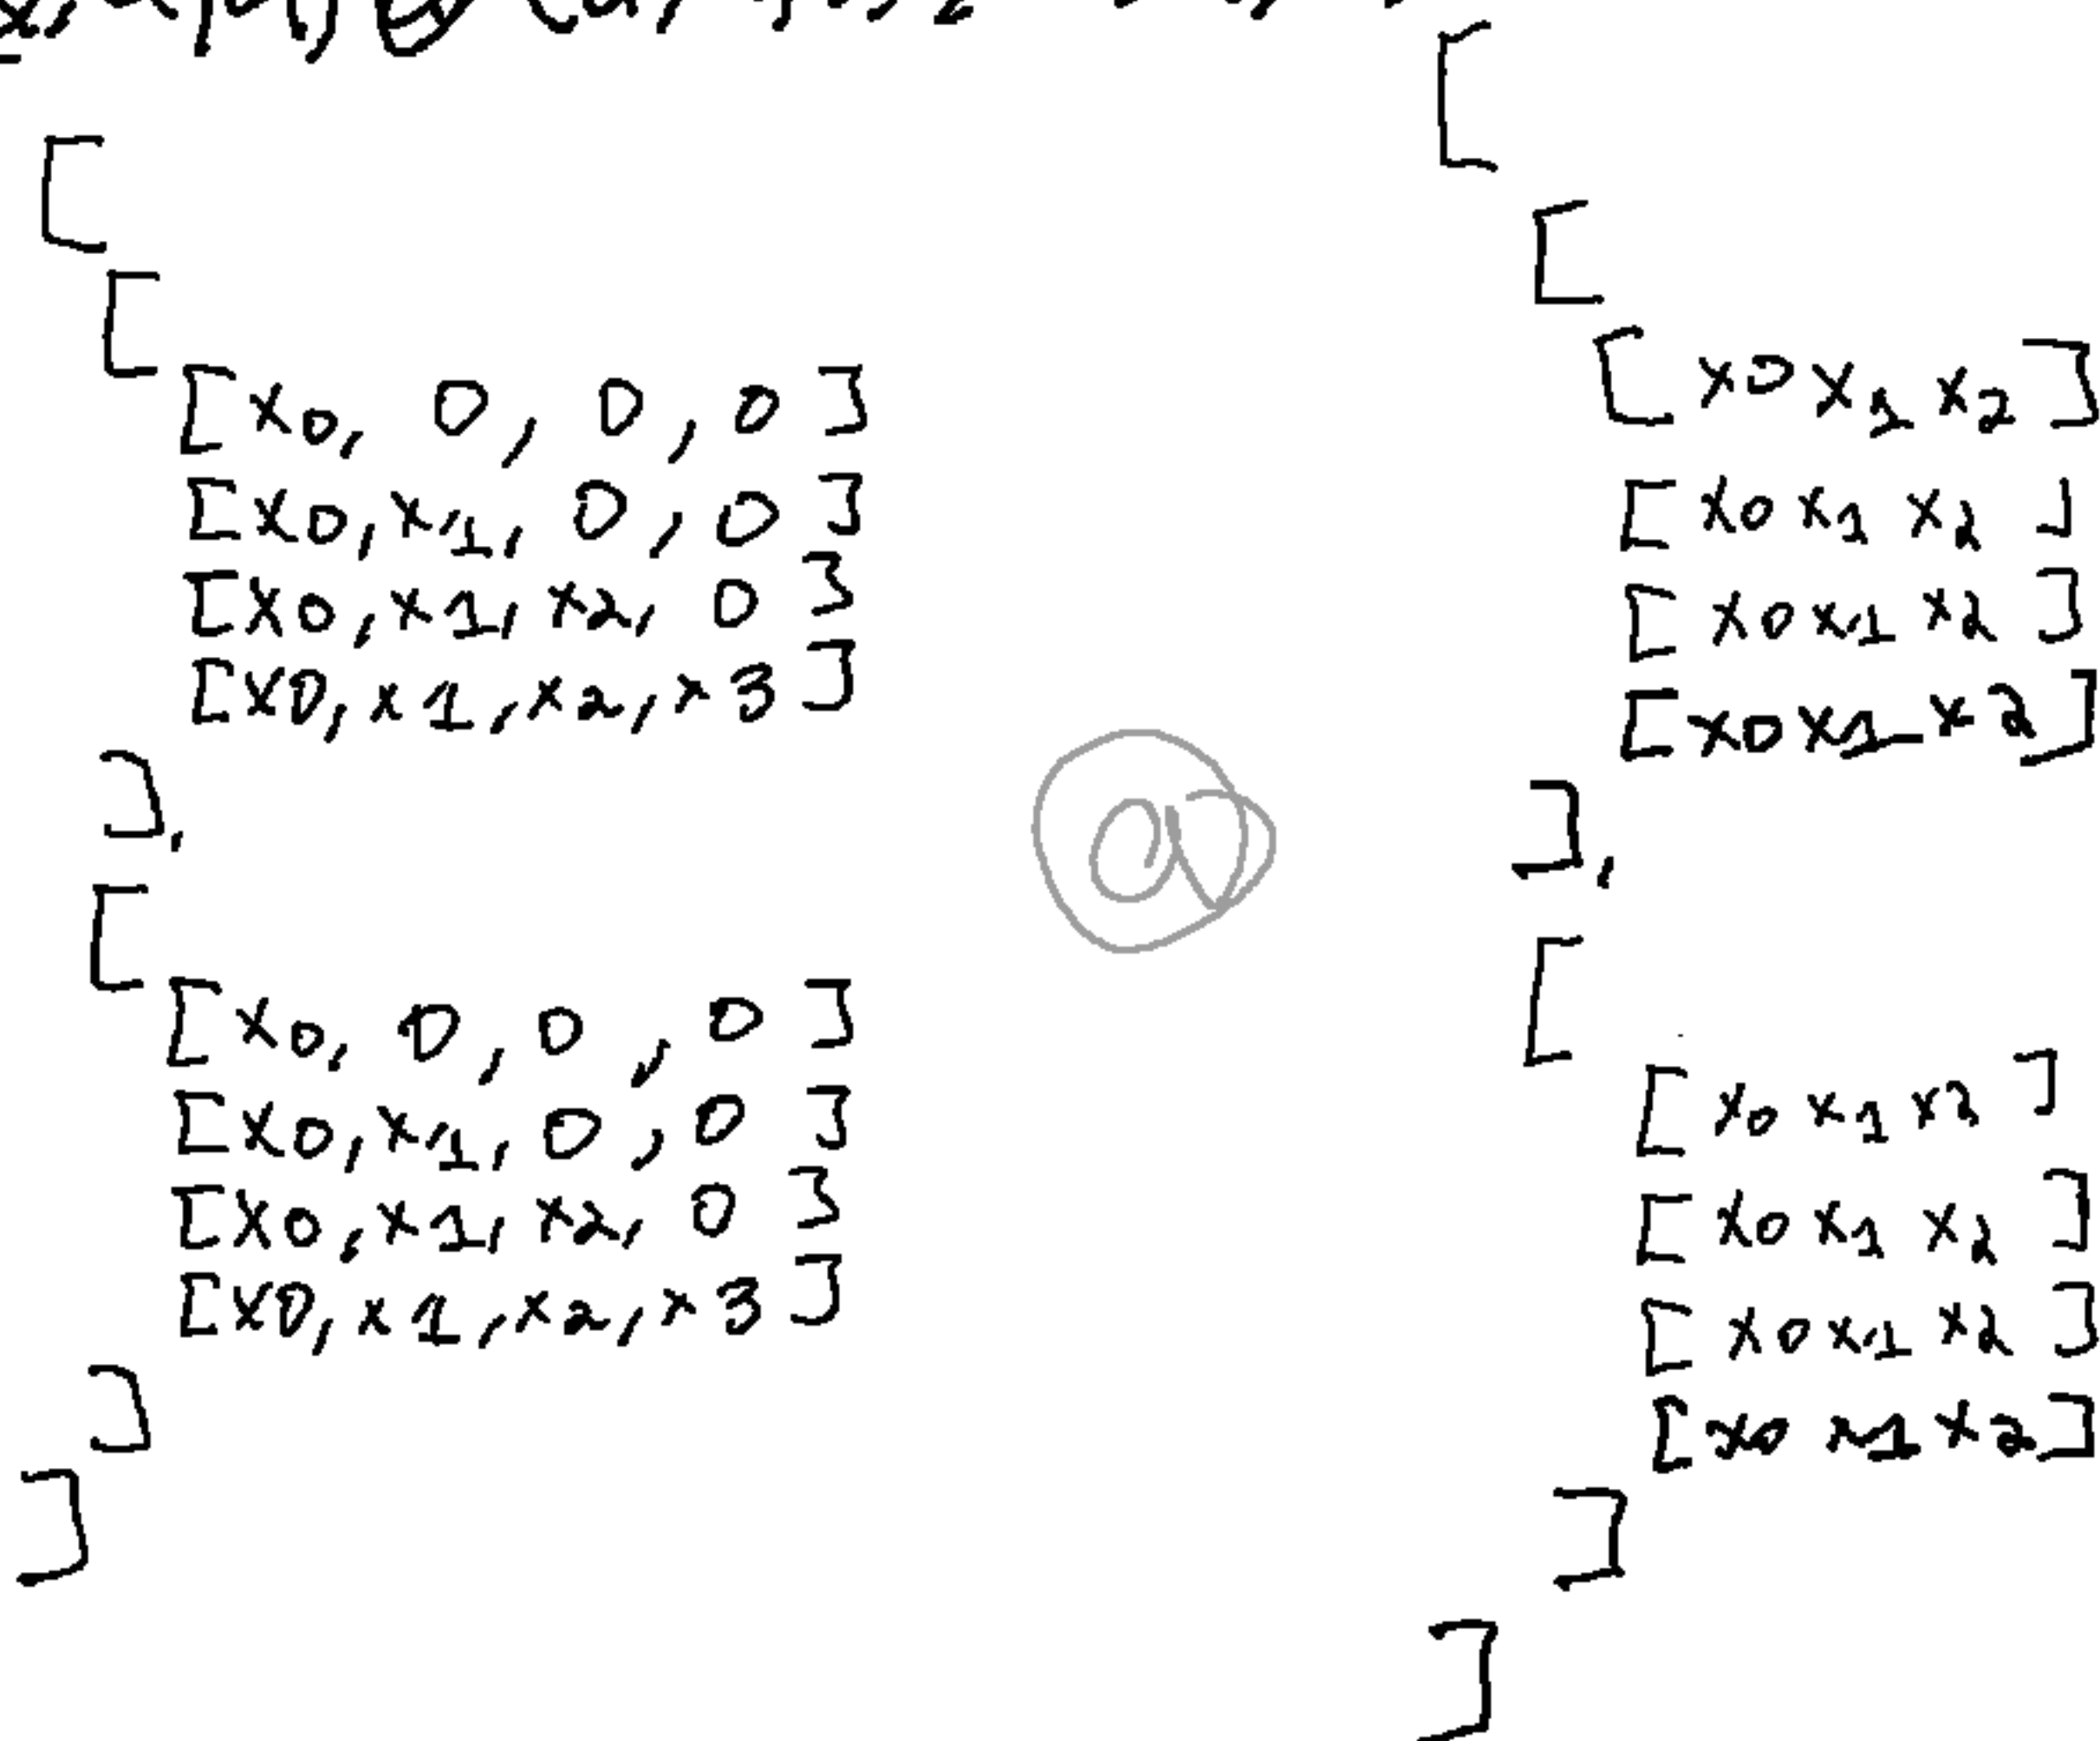 [
[
[x0, 0, 0, 0]
[x0, x1, 0, 0]
[x0, x1, x2, 0]
[x0, x1, x2, x3]
],
[
[x0, 0, 0, 0]
[x0, x1, 0, 0]
[x0, x1, x2, 0]
[x0, x1, x2, x3]
]
]
@
[
[
[x0 x1 x2]
[x0 x1 x2]
[x0 x1 x2]
[x0 x1 x2]
],
[
[x0 x1 x2]
[x0 x1 x2]
[x0 x1 x2]
[x0 x1 x2]
]
]